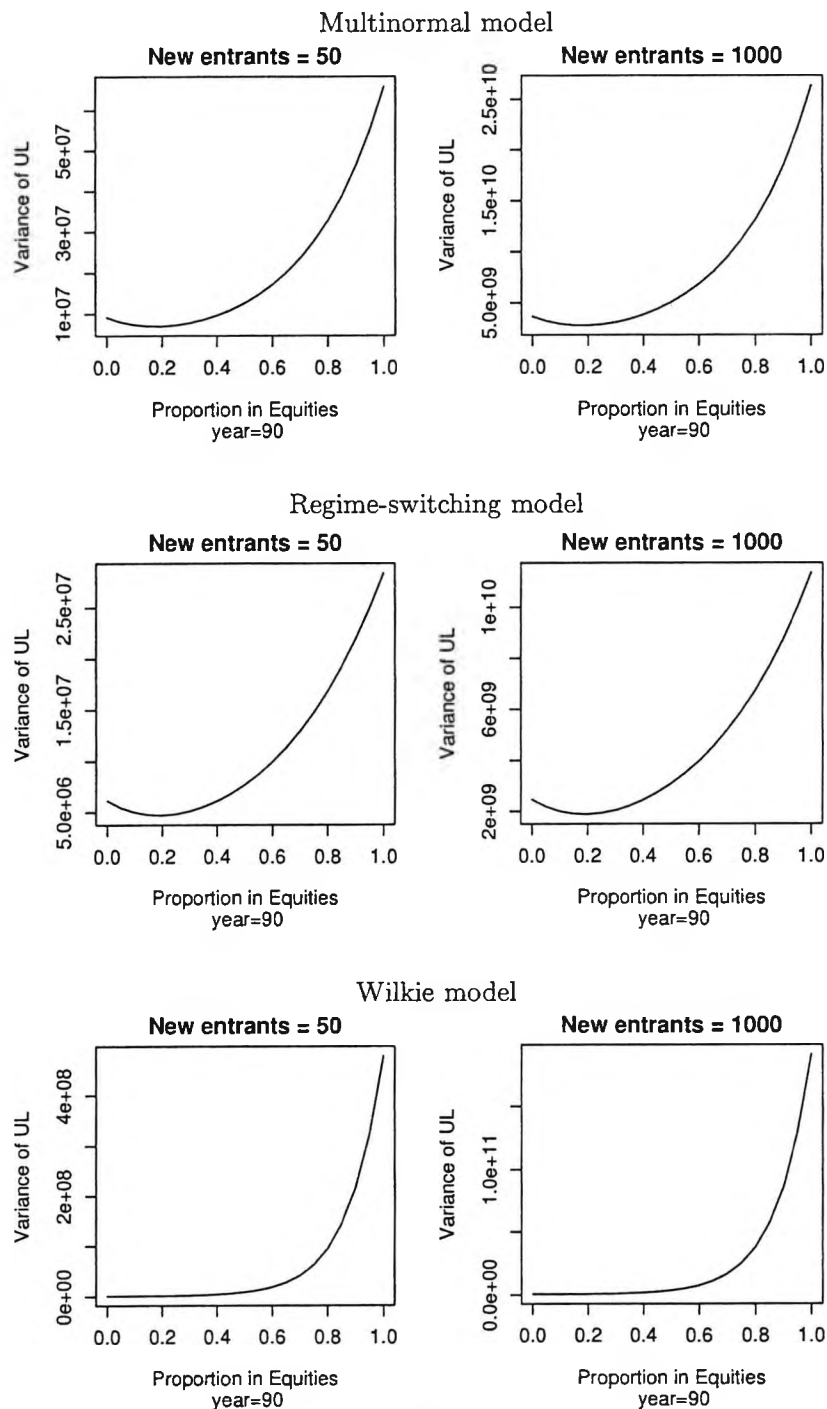 Multinormal model
New entrants = 50
New entrants = 1000
Variance of UL
1e+07 3e+07 5e+07
0.0 0.2 0.4 0.6 0.8 1.0
Proportion in Equities
year=90
Variance of UL
5.0e+09 1.5e+10 2.5e+10
0.0 0.2 0.4 0.6 0.8 1.0
Proportion in Equities
year=90
Regime-switching model
New entrants = 50
New entrants = 1000
Variance of UL
5.0e+06 1.5e+07 2.5e+07
0.0 0.2 0.4 0.6 0.8 1.0
Proportion in Equities
year=90
Variance of UL
2e+09 6e+09 1e+10
0.0 0.2 0.4 0.6 0.8 1.0
Proportion in Equities
year=90
Wilkie model
New entrants = 50
New entrants = 1000
Variance of UL
0e+00 2e+08 4e+08
0.0 0.2 0.4 0.6 0.8 1.0
Proportion in Equities
year=90
Variance of UL
0.0e+00 1.0e+11
0.0 0.2 0.4 0.6 0.8 1.0
Proportion in Equities
year=90